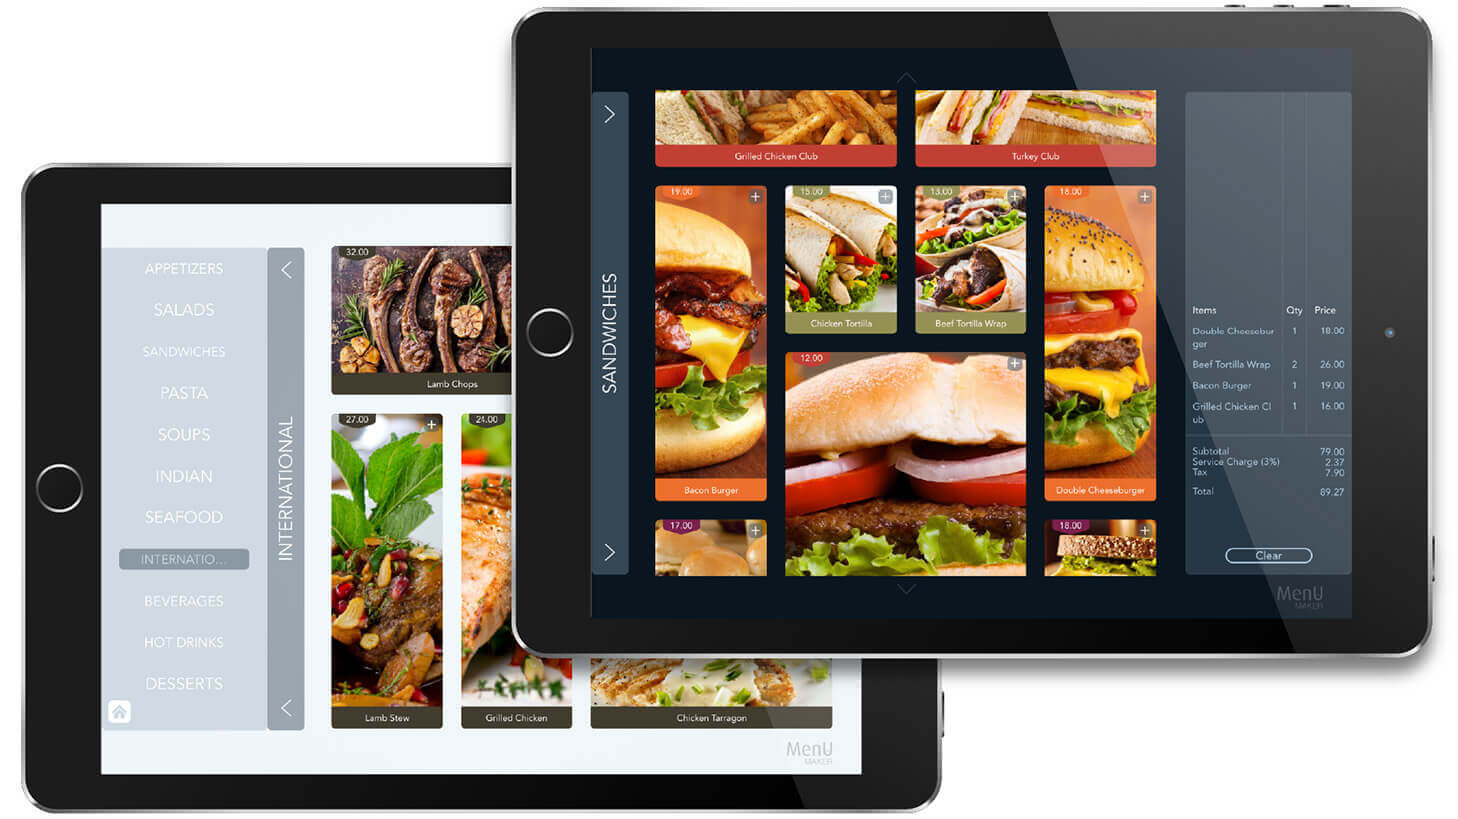 APPETIZERS
SALADS
SANDWICHES
PASTA
SOUPS
INDIAN
SEAFOOD
INTERNATIO...
BEVERAGES
HOT DRINKS
DESSERTS
INTERNATIONAL
32.00
Lamb Chops
27.00
Lamb Stew
24.00
Grilled Chicken
Chicken Tarragon
MenU
MAKER
SANDWICHES
Grilled Chicken Club
Turkey Club
19.00
Bacon Burger
15.00
Chicken Tortilla
13.00
Beef Tortilla Wrap
18.00
Double Cheeseburger
17.00
12.00
18.00
Items Qty Price
Double Cheesebur 1 18.00
ger
Beef Tortilla Wrap 2 26.00
Bacon Burger 1 19.00
Grilled Chicken Cl 1 16.00
ub
Subtotal 79.00
Service Charge (3%) 2.37
Tax 7.90
Total 89.27
Clear
MenU
MAKER